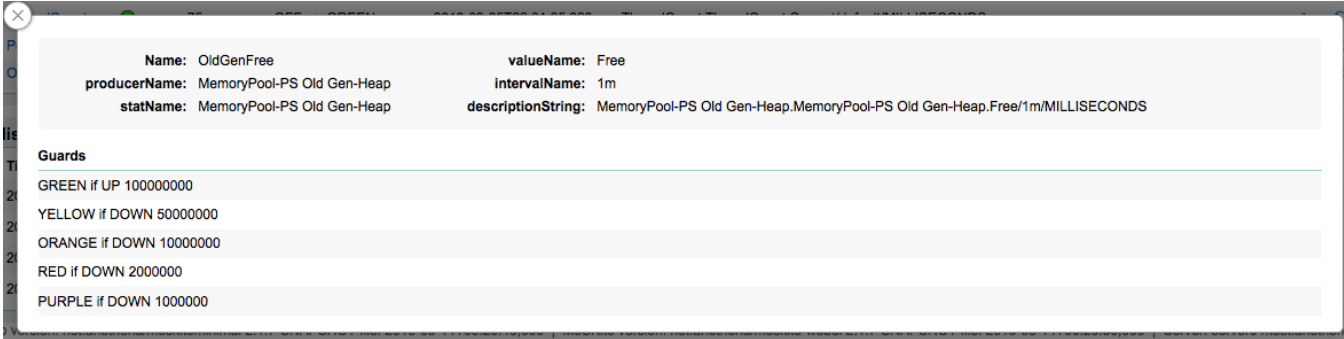 Name: OldGenFree valueName: Free
producerName: MemoryPool-PS Old Gen-Heap intervalName: 1m
statName: MemoryPool-PS Old Gen-Heap descriptionString: MemoryPool-PS Old Gen-Heap.MemoryPool-PS Old Gen-Heap.Free/1m/MILLISECONDS
Guards
GREEN if UP 100000000
YELLOW if DOWN 50000000
ORANGE if DOWN 10000000
RED if DOWN 2000000
PURPLE if DOWN 1000000